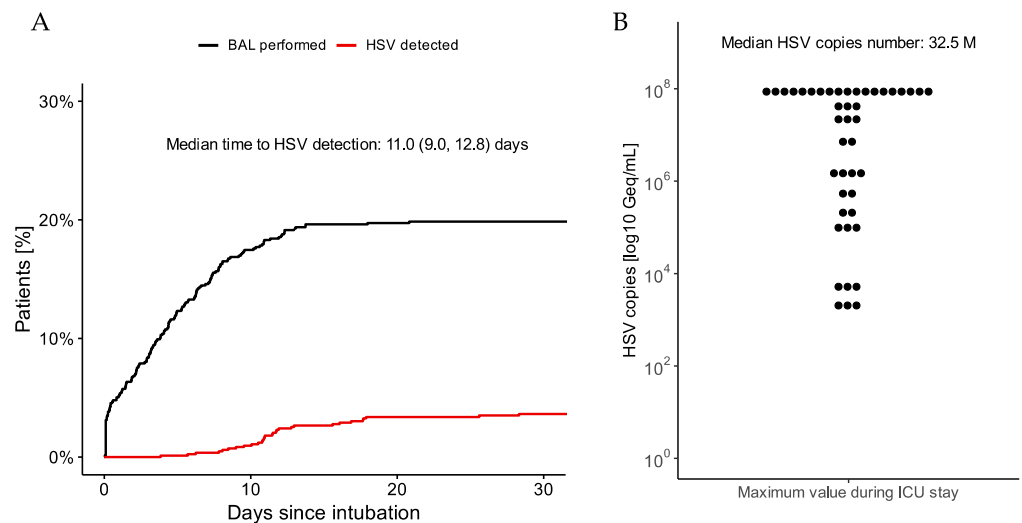 A
BAL performed
HSV detected
30%
Median time to HSV detection: 11.0 (9.0, 12.8) days
20%
10%
0%
Patients [%]
0
10
20
30
Days since intubation
B
Median HSV copies number: 32.5 M
10^8
10^6
10^4
10^2
10^0
HSV copies [log10 Geq/mL]
Maximum value during ICU stay